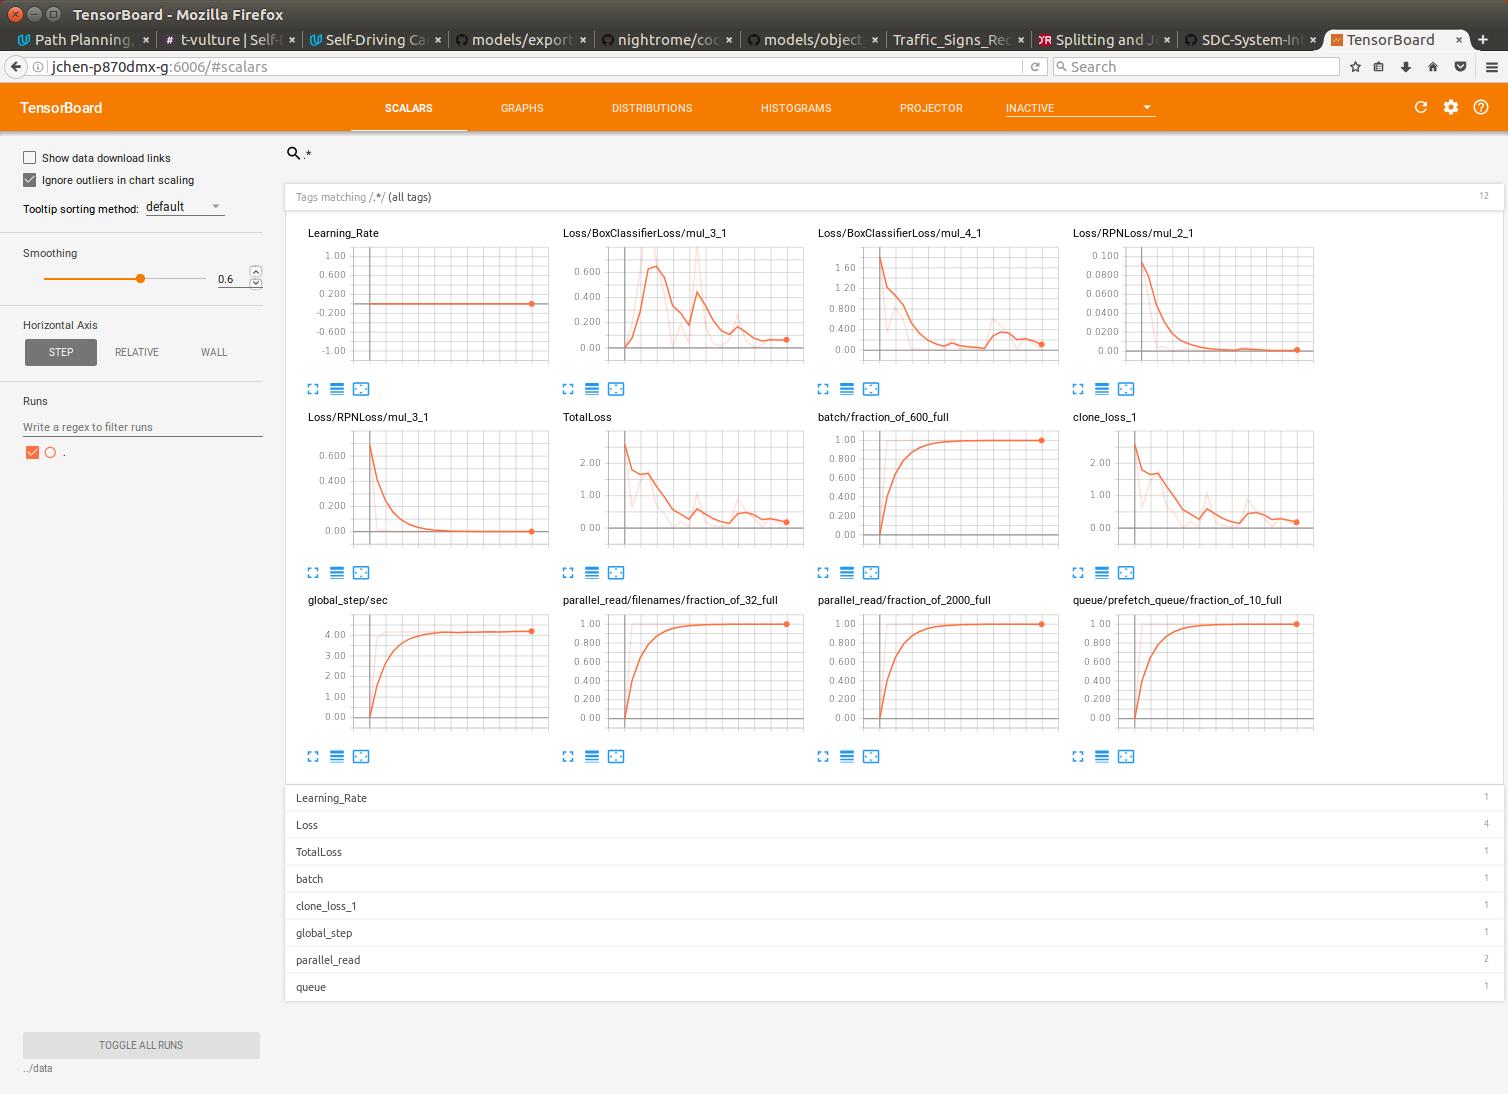 TensorBoard - Mozilla Firefox
Path Planning, × t-vulture | Self- × Self-Driving Ca × models/export × nightrome/coc × models/object × Traffic_Signs_Rec × Splitting and J × SDC-System-Int × TensorBoard × +
jchen-p870dmx-g:6006/#scalars Search
TensorBoard SCALARS GRAPHS DISTRIBUTIONS HISTOGRAMS PROJECTOR INACTIVE
Show data download links
Ignore outliers in chart scaling
Tooltip sorting method: default
Smoothing
0.6
Horizontal Axis
STEP RELATIVE WALL
Runs
Write a regex to filter runs
.
TOGGLE ALL RUNS
../data
.*
Tags matching /.*/ (all tags) 12
Learning_Rate
1.00
0.600
0.200
-0.200
-0.600
-1.00
Loss/BoxClassifierLoss/mul_3_1
0.600
0.400
0.200
0.00
Loss/BoxClassifierLoss/mul_4_1
1.60
1.20
0.800
0.400
0.00
Loss/RPNLoss/mul_2_1
0.100
0.0800
0.0600
0.0400
0.0200
0.00
Loss/RPNLoss/mul_3_1
0.600
0.400
0.200
0.00
TotalLoss
2.00
1.00
0.00
batch/fraction_of_600_full
1.00
0.800
0.600
0.400
0.200
0.00
clone_loss_1
2.00
1.00
0.00
global_step/sec
4.00
3.00
2.00
1.00
0.00
parallel_read/filenames/fraction_of_32_full
1.00
0.800
0.600
0.400
0.200
0.00
parallel_read/fraction_of_2000_full
1.00
0.800
0.600
0.400
0.200
0.00
queue/prefetch_queue/fraction_of_10_full
1.00
0.800
0.600
0.400
0.200
0.00
Learning_Rate 1
Loss 4
TotalLoss 1
batch 1
clone_loss_1 1
global_step 1
parallel_read 2
queue 1